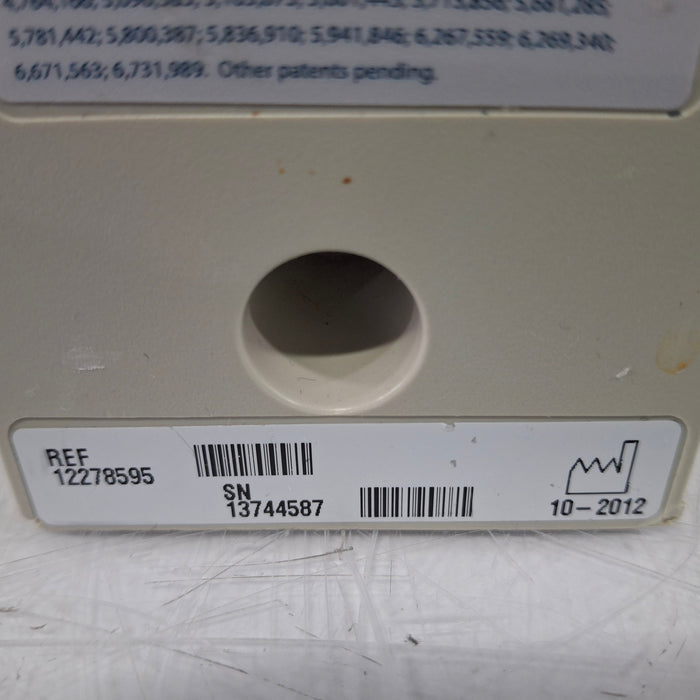 5,781,442; 5,800,387; 5,836,910; 5,941,846; 6,267,559; 6,269,340;
6,671,563; 6,731,989. Other patents pending.
REF
12278595
SN
13744587
10-2012